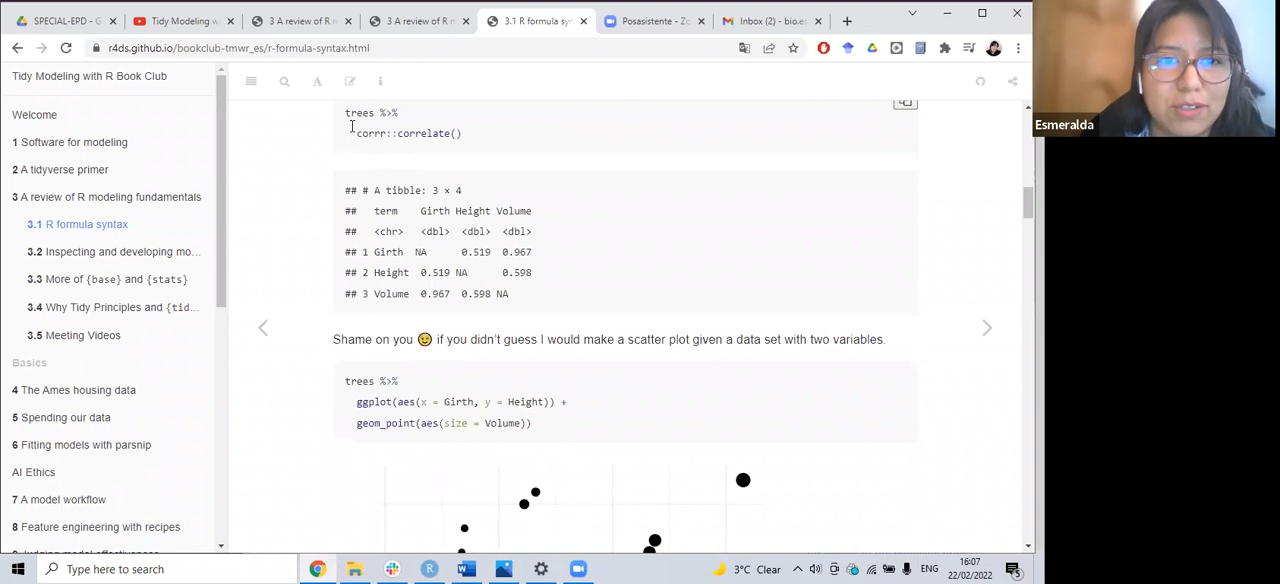 SPECIAL-EPD - G
Tidy Modeling w
3 A review of R m
3 A review of R m
3.1 R formula syn
Posasistente - Zo
Inbox (2) - bio.es
r4ds.github.io/bookclub-tmwr_es/r-formula-syntax.html
Tidy Modeling with R Book Club
Welcome
1 Software for modeling
2 A tidyverse primer
3 A review of R modeling fundamentals
3.1 R formula syntax
3.2 Inspecting and developing mo...
3.3 More of {base} and {stats}
3.4 Why Tidy Principles and {tid...
3.5 Meeting Videos
Basics
4 The Ames housing data
5 Spending our data
6 Fitting models with parsnip
AI Ethics
7 A model workflow
8 Feature engineering with recipes
trees %>%
corrr::correlate()
## # A tibble: 3 × 4
## term Girth Height Volume
## <chr> <dbl> <dbl> <dbl>
## 1 Girth NA 0.519 0.967
## 2 Height 0.519 NA 0.598
## 3 Volume 0.967 0.598 NA
Shame on you 😉 if you didn't guess I would make a scatter plot given a data set with two variables.
trees %>%
ggplot(aes(x = Girth, y = Height)) +
geom_point(aes(size = Volume))
Esmeralda
Type here to search
3°C Clear
ENG
16:07
22/02/2022
5